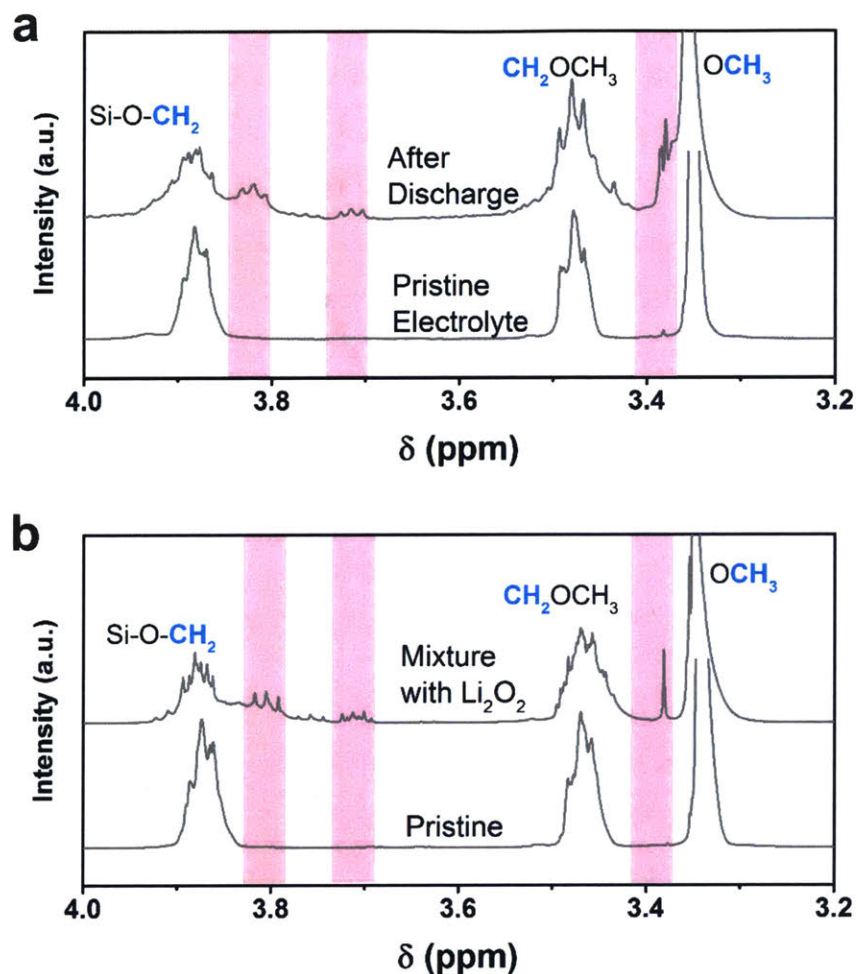 a
Si-O-CH₂
CH₂OCH₃
OCH₃
After
Discharge
Pristine
Electrolyte
Intensity (a.u.)
4.0 3.8 3.6 3.4 3.2
δ (ppm)
b
Si-O-CH₂
CH₂OCH₃
OCH₃
Mixture
with Li₂O₂
Pristine
Intensity (a.u.)
4.0 3.8 3.6 3.4 3.2
δ (ppm)